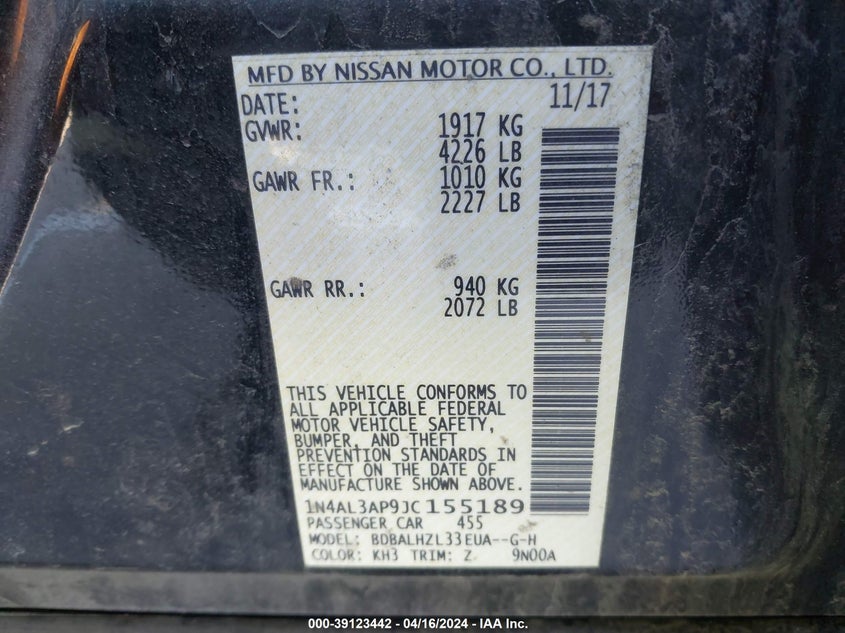 MFD BY NISSAN MOTOR CO., LTD.
DATE: 11/17
GVWR: 1917 KG
4226 LB
GAWR FR.: 1010 KG
2227 LB
GAWR RR.: 940 KG
2072 LB
THIS VEHICLE CONFORMS TO
ALL APPLICABLE FEDERAL
MOTOR VEHICLE SAFETY,
BUMPER, AND THEFT
PREVENTION STANDARDS IN
EFFECT ON THE DATE OF
MANUFACTURE SHOWN ABOVE.
1N4AL3AP9JC155189
PASSENGER CAR 455
MODEL: BDBALHZL33EUA--G-H
COLOR: KH3 TRIM: Z 9N00A
000-39123442 - 04/16/2024 - IAA Inc.